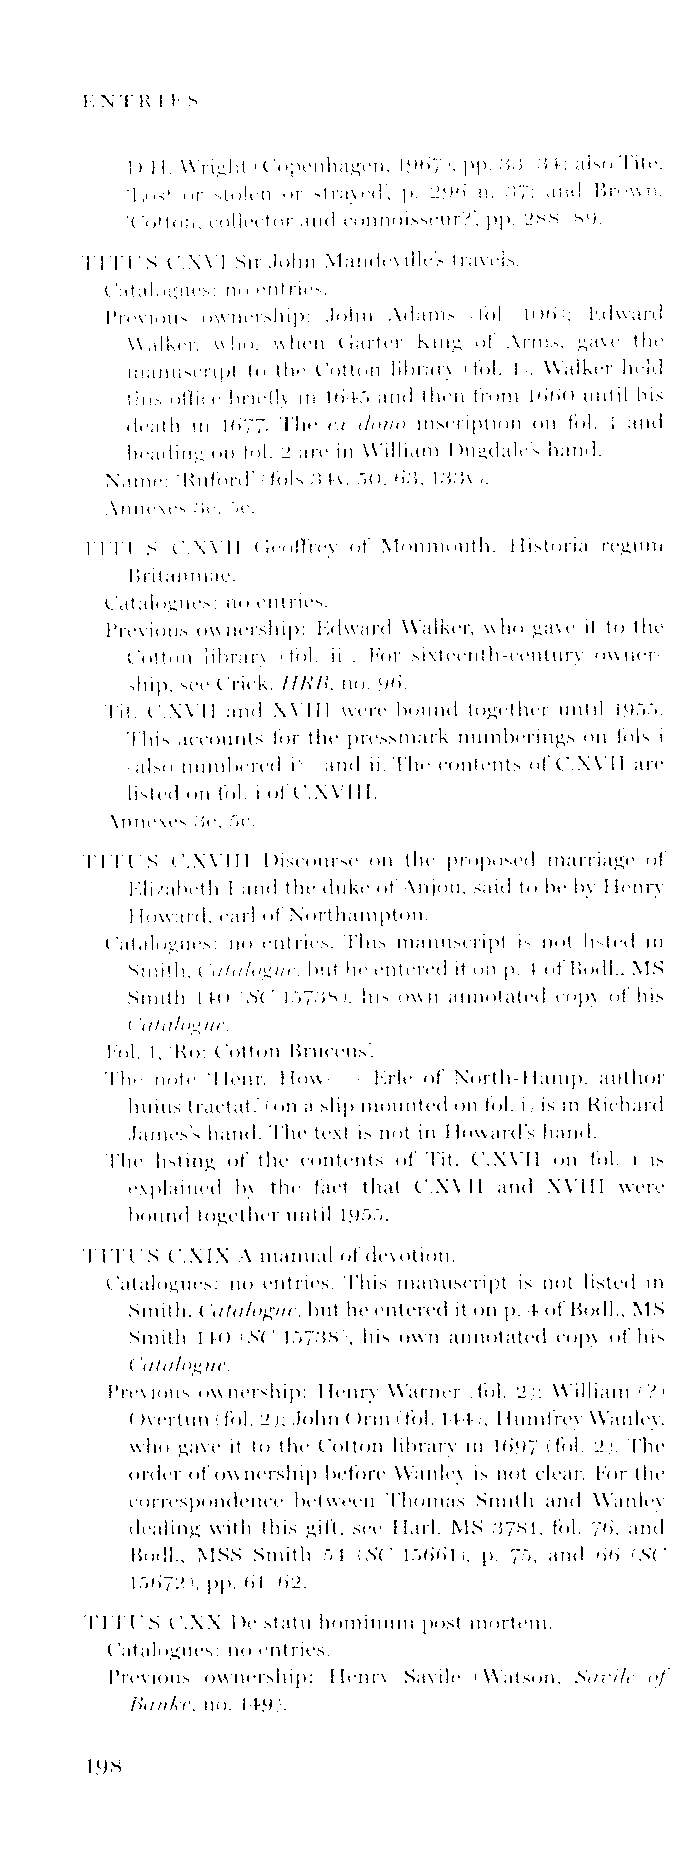 ENTRIES
D.H. Wright (Copenhagen, 1967), pp. 33–34; also Tite,
'Lost or stolen or strayed', p. 296 n. 37; and Brown,
'Cotton, collector and connoisseur?', pp. 288–89.
TITUS C.XVI Sir John Mandeville's travels.
Catalogues: no entries.
Previous ownership: John Adams (fol. 106); Edward
Walker, who, when Garter King of Arms, gave the
manuscript to the Cotton library (fol. 1). Walker held
this office briefly in 1645 and then from 1660 until his
death in 1677. The ex dono inscription on fol. 1 and
heading on fol. 2 are in William Dugdale's hand.
Name: 'Ruford' (fols 34v, 50, 63, 133v).
Annexes 3e, 5c.
TITUS C.XVII Geoffrey of Monmouth, Historia regum
Britanniae.
Catalogues: no entries.
Previous ownership: Edward Walker, who gave it to the
Cotton library (fol. ii). For sixteenth-century owner-
ship, see Crick, HRB, no. 96.
Tit. C.XVII and XVIII were bound together until 1955.
This accounts for the pressmark numberings on fols i
(also numbered 1*) and ii. The contents of C.XVII are
listed on fol. i of C.XVIII.
Annexes 3e, 5c.
TITUS C.XVIII Discourse on the proposed marriage of
Elizabeth I and the duke of Anjou, said to be by Henry
Howard, earl of Northampton.
Catalogues: no entries. This manuscript is not listed in
Smith, Catalogue, but he entered it on p. 4 of Bodl., MS
Smith 140 (SC 15738), his own annotated copy of his
Catalogue.
Fol. 1, 'Ro: Cotton Bruceus'.
The note 'Henr. How– – Erle of North-Hamp. author
huius tractat.' (on a slip mounted on fol. i) is in Richard
James's hand. The text is not in Howard's hand.
The listing of the contents of Tit. C.XVII on fol. i is
explained by the fact that C.XVII and XVIII were
bound together until 1955.
TITUS C.XIX A manual of devotion.
Catalogues: no entries. This manuscript is not listed in
Smith, Catalogue, but he entered it on p. 4 of Bodl., MS
Smith 140 (SC 15738), his own annotated copy of his
Catalogue.
Previous ownership: Henry Warner (fol. 2); William (?)
Overtun (fol. 2); John Orm (fol. 144), Humfrey Wanley,
who gave it to the Cotton library in 1697 (fol. 2). The
order of ownership before Wanley is not clear. For the
correspondence between Thomas Smith and Wanley
dealing with this gift, see Harl. MS 3781, fol. 76, and
Bodl., MSS Smith 54 (SC 15661), p. 75, and 66 (SC
15672), pp. 61–62.
TITUS C.XX De statu hominum post mortem.
Catalogues: no entries.
Previous ownership: Henry Savile (Watson, Savile of
Banke, no. 149).
198